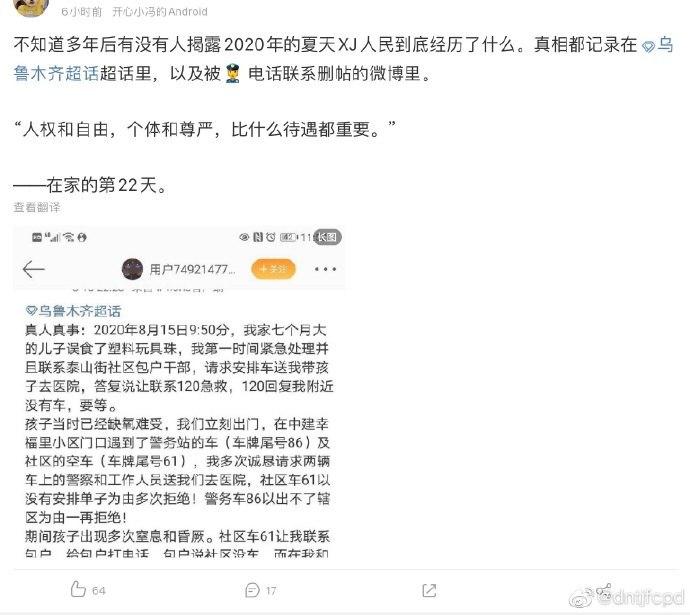 6小时前 开心小冯的Android
不知道多年后有没有人揭露2020年的夏天XJ人民到底经历了什么。真相都记录在 乌
鲁木齐超话超话里，以及被 电话联系删帖的微博里。
“人权和自由，个体和尊严，比什么待遇都重要。”
——在家的第22天。
查看翻译
长图
用户74921477...
+关注
乌鲁木齐超话
真人真事：2020年8月15日9:50分，我家七个月大
的儿子误食了塑料玩具珠，我第一时间紧急处理并
且联系泰山街社区包户干部，请求安排车送我带孩
子去医院，答复说让联系120急救，120回复我附近
没有车，要等。
孩子当时已经缺氧难受，我们立刻出门，在中建幸
福里小区门口遇到了警务站的车（车牌尾号86）及
社区的空车（车牌尾号61），我多次诚恳请求两辆
车上的警察和工作人员送我们去医院，社区车61以
没有安排单子为由多次拒绝！警务车86以出不了辖
区为由一再拒绝！
期间孩子出现多次窒息和昏厥。社区车61让我联系
包户，给包户打电话，包户说社区没车，而在我和
64
17
@dntjfcpd